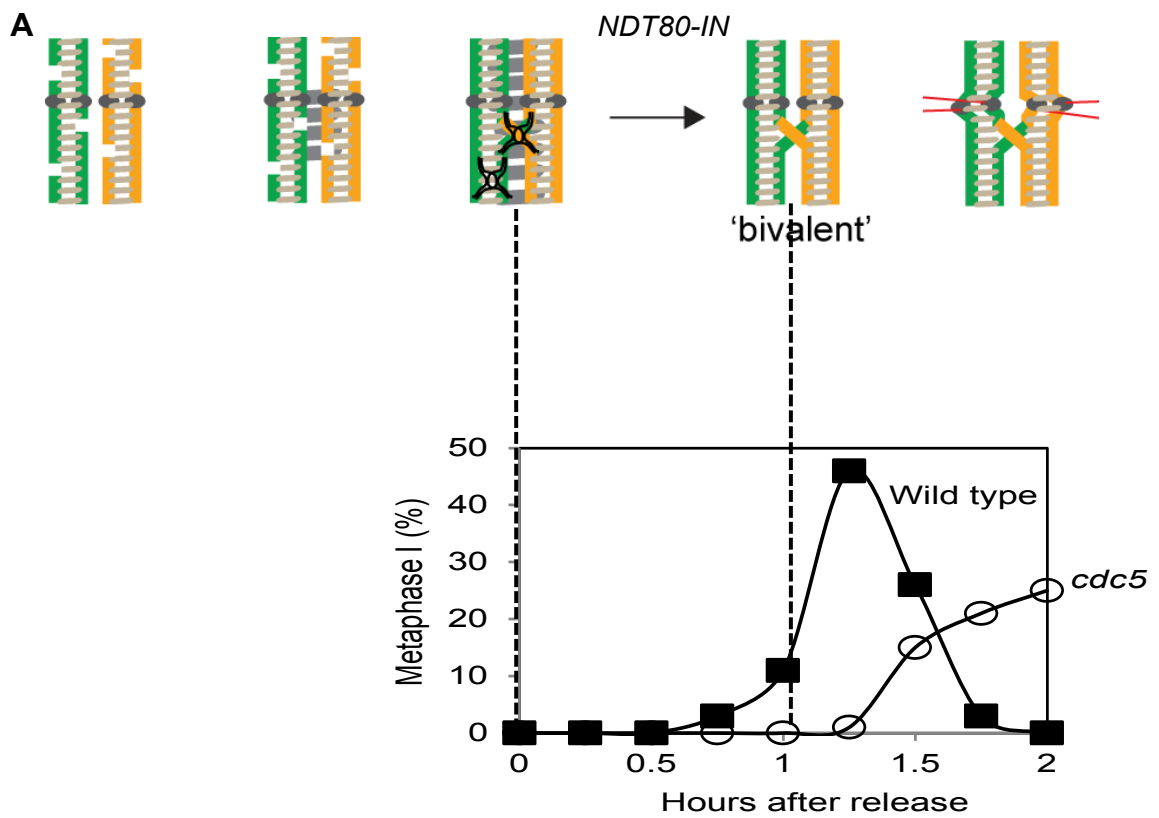 A
NDT80-IN
'bivalent'
50
40
30
20
10
0
Metaphase I (%)
Wild type
cdc5
0 0.5 1 1.5 2
Hours after release